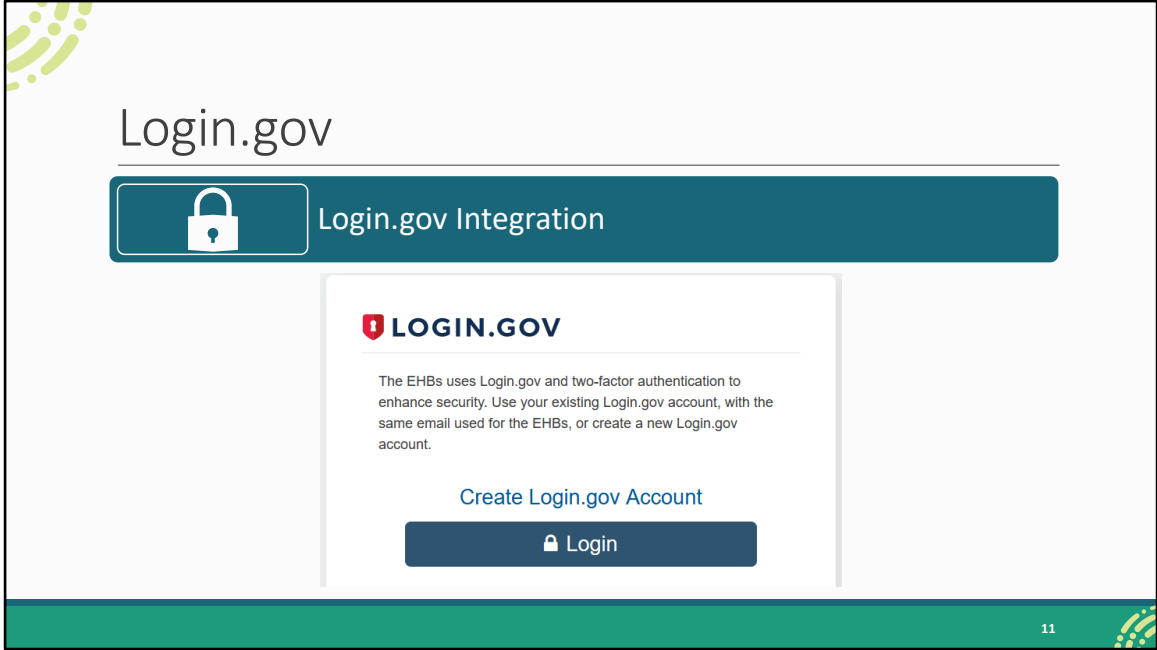 Login.gov
Login.gov Integration
LOGIN.GOV
The EHBs uses Login.gov and two-factor authentication to
enhance security. Use your existing Login.gov account, with the
same email used for the EHBs, or create a new Login.gov
account.
Create Login.gov Account
Login
11